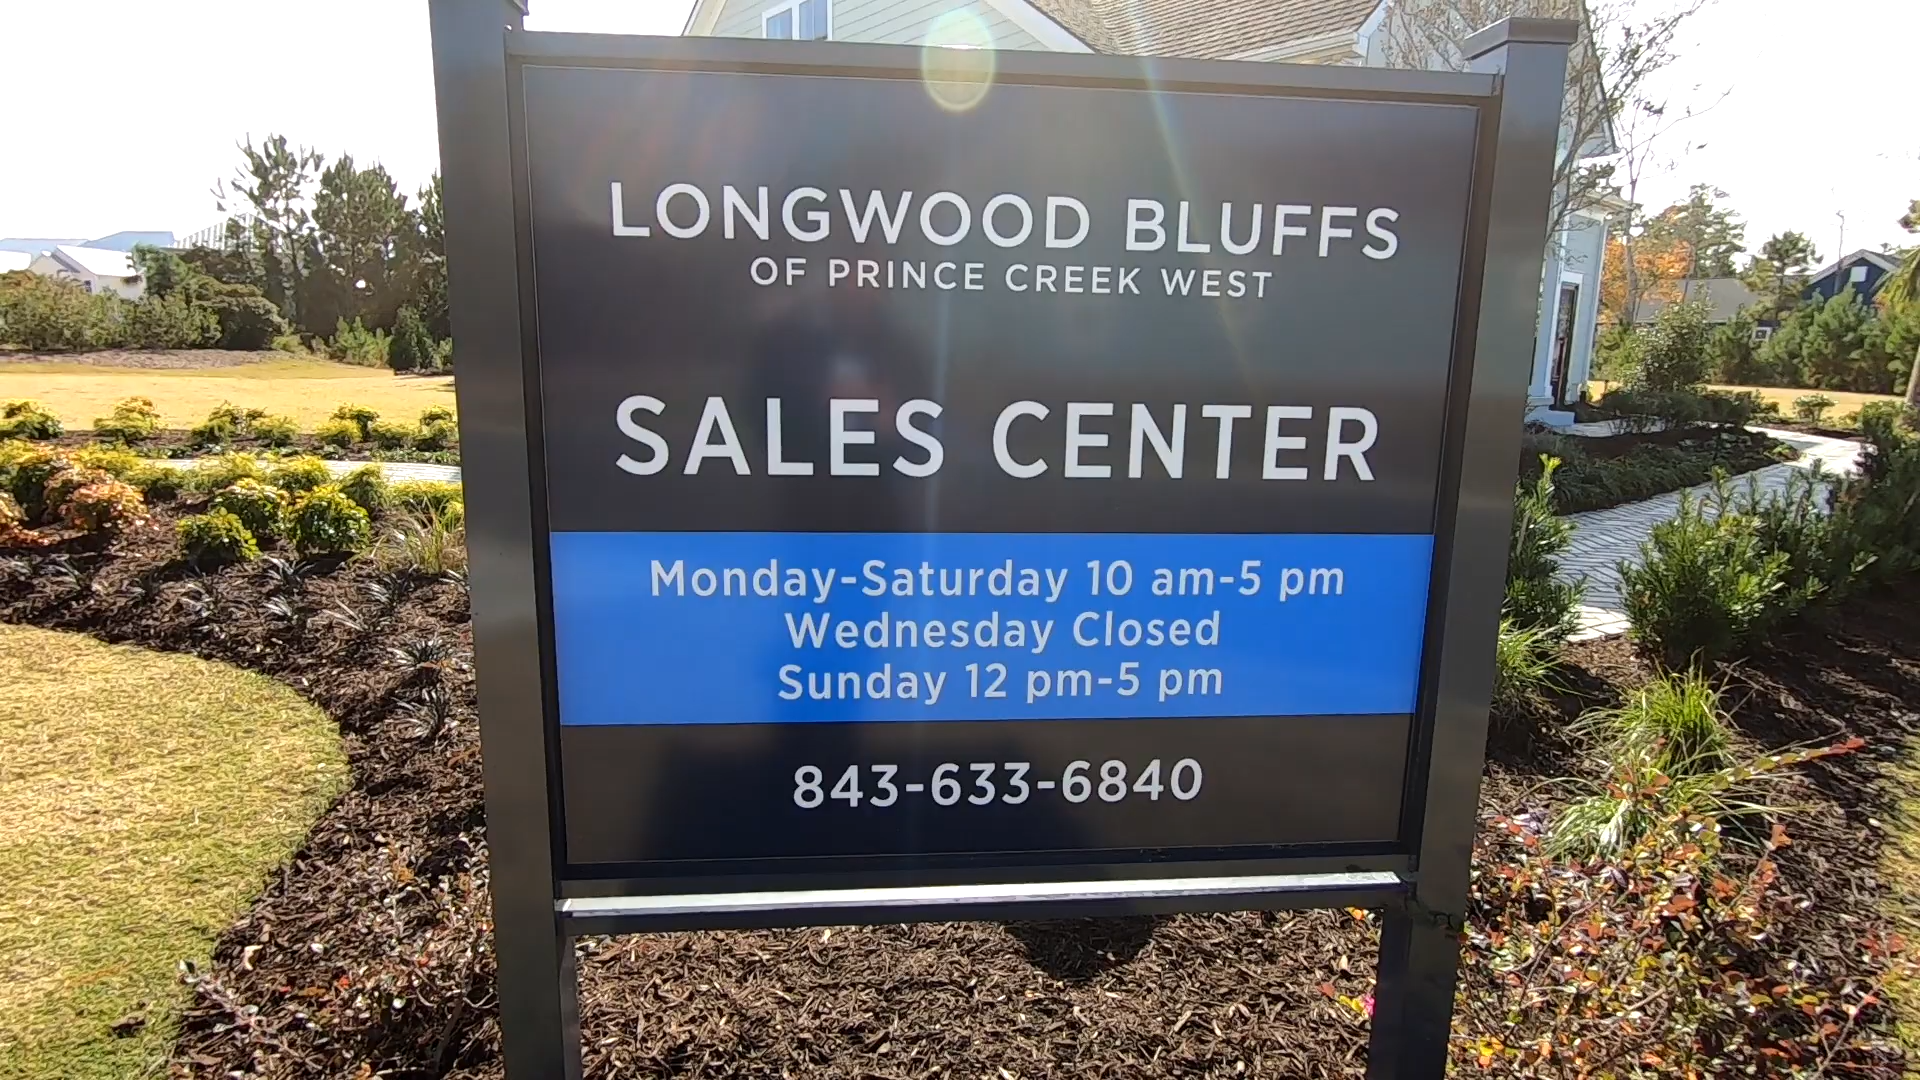 LONGWOOD BLUFFS
OF PRINCE CREEK WEST
SALES CENTER
Monday-Saturday 10 am-5 pm
Wednesday Closed
Sunday 12 pm-5 pm
843-633-6840